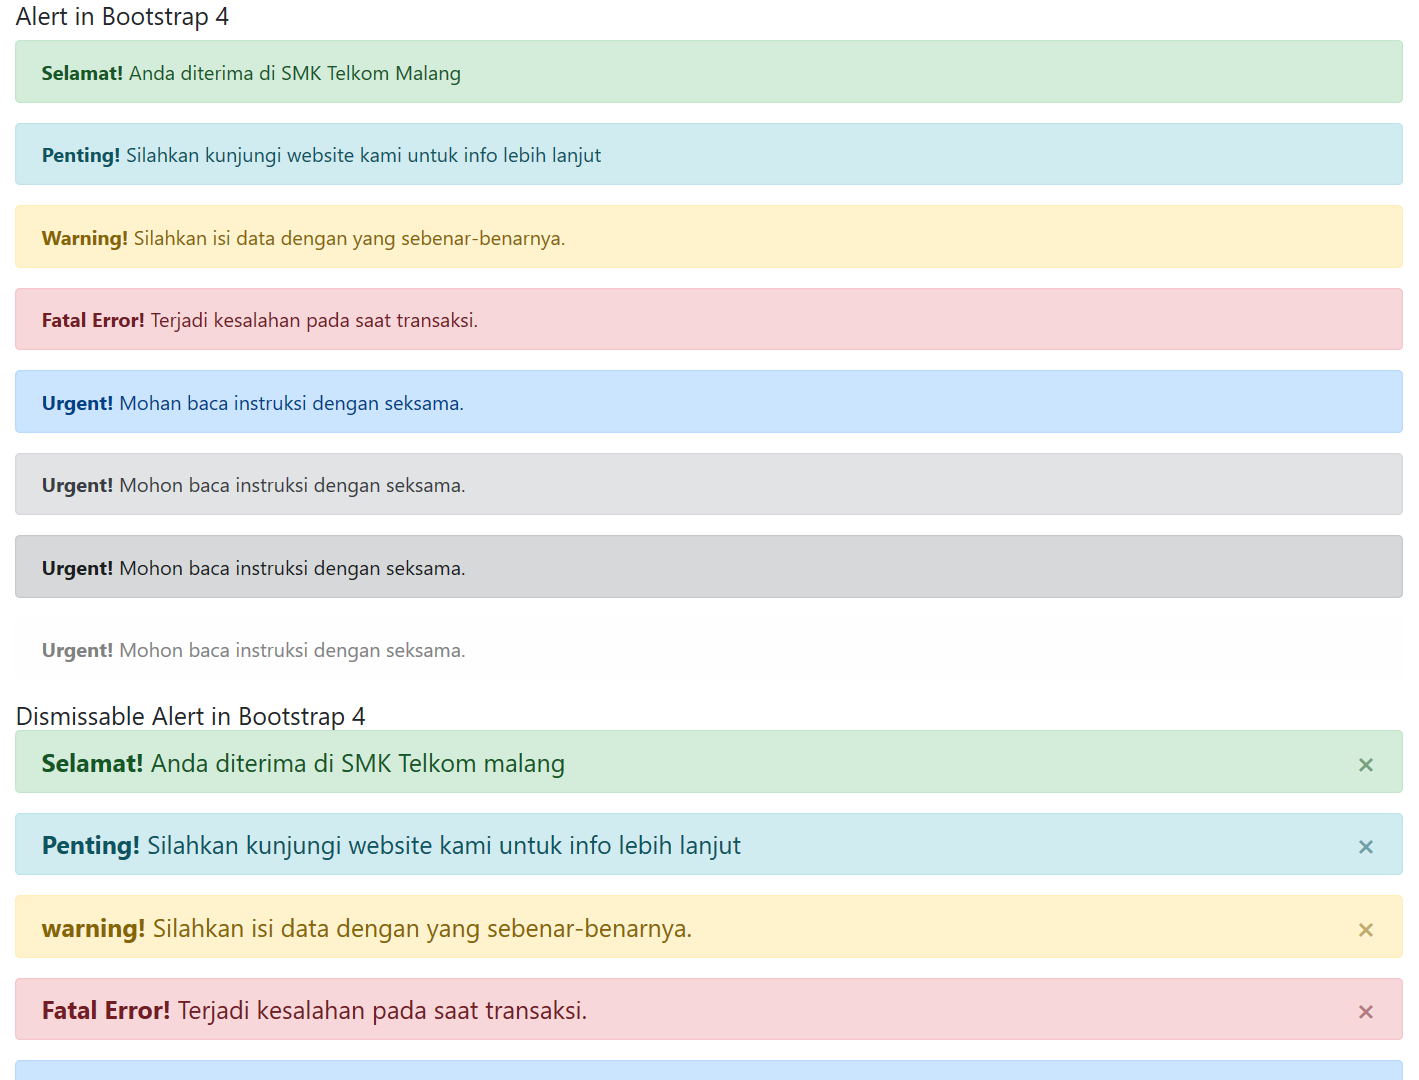 Alert in Bootstrap 4
Selamat! Anda diterima di SMK Telkom Malang
Penting! Silahkan kunjungi website kami untuk info lebih lanjut
Warning! Silahkan isi data dengan yang sebenar-benarnya.
Fatal Error! Terjadi kesalahan pada saat transaksi.
Urgent! Mohan baca instruksi dengan seksama.
Urgent! Mohon baca instruksi dengan seksama.
Urgent! Mohon baca instruksi dengan seksama.
Urgent! Mohon baca instruksi dengan seksama.
Dismissable Alert in Bootstrap 4
Selamat! Anda diterima di SMK Telkom malang ×
Penting! Silahkan kunjungi website kami untuk info lebih lanjut ×
warning! Silahkan isi data dengan yang sebenar-benarnya. ×
Fatal Error! Terjadi kesalahan pada saat transaksi. ×